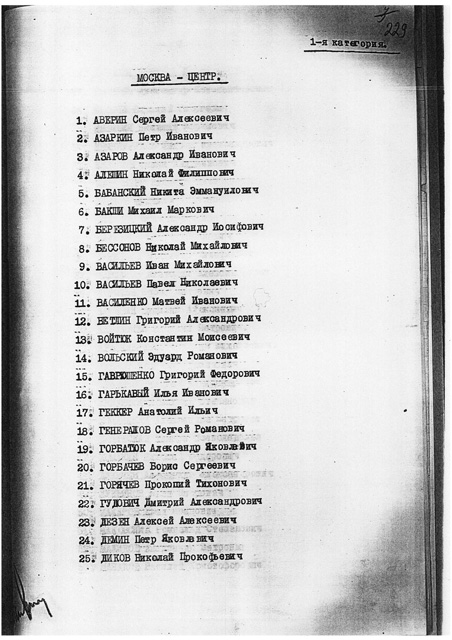 223
1-я категория.
МОСКВА - ЦЕНТР.
1. АВЕРИН Сергей Алексеевич
2. АЗАРКИН Петр Иванович
3. АЗАРОВ Александр Иванович
4. АЛЕШИН Николай Филиппович
5. БАБАНСКИЙ Никита Эммануилович
6. БАКШИ Михаил Маркович
7. БЕРЕЗИЦКИЙ Александр Иосифович
8. БЕССОНОВ Николай Михайлович
9. ВАСИЛЬЕВ Иван Михайлович
10. ВАСИЛЬЕВ Павел Николаевич
11. ВАСИЛЕНКО Матвей Иванович
12. ВЕТЛИН Григорий Александрович
13. ВОЙТЮК Константин Моисеевич
14. ВОЛЬСКИЙ Эдуард Романович
15. ГАВРЮШЕНКО Григорий Федорович
16. ГАРЬКАВЫЙ Илья Иванович
17. ГЕККЕР Анатолий Ильич
18. ГЕНЕРАЛОВ Сергей Романович
19. ГОРБАТЮК Александр Яковлевич
20. ГОРБАЧЕВ Борис Сергеевич
21. ГОРЯЧЕВ Прокопий Тихонович
22. ГУДОВИЧ Дмитрий Александрович
23. ДЕЗЕН Алексей Алексеевич
24. ДЕМИН Петр Яковлевич
25. ДИКОВ Николай Прокофьевич